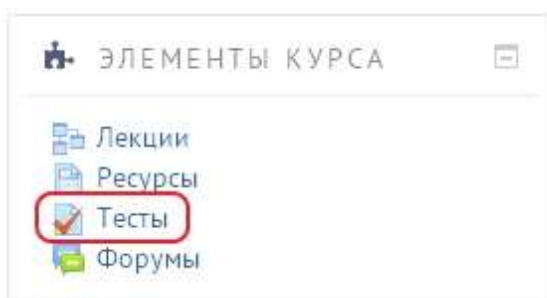 ЭЛЕМЕНТЫ КУРСА
Лекции
Ресурсы
Тесты
Форумы